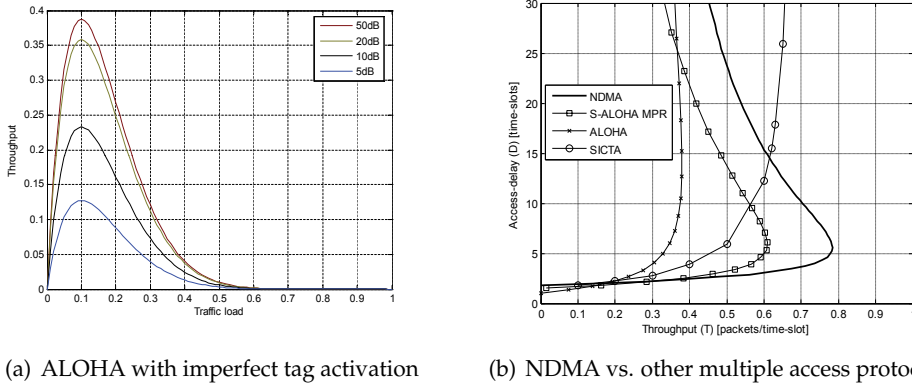 0.4
0.35
0.3
0.25
0.2
0.15
0.1
0.05
0
Throughput
50dB
20dB
10dB
5dB
0 0.1 0.2 0.3 0.4 0.5 0.6 0.7 0.8 0.9 1
Traffic load
(a) ALOHA with imperfect tag activation
30
25
20
15
10
5
0
Access-delay (D) [time-slots]
NDMA
S-ALOHA MPR
ALOHA
SICTA
0 0.1 0.2 0.3 0.4 0.5 0.6 0.7 0.8 0.9
Throughput (T) [packets/time-slot]
(b) NDMA vs. other multiple access